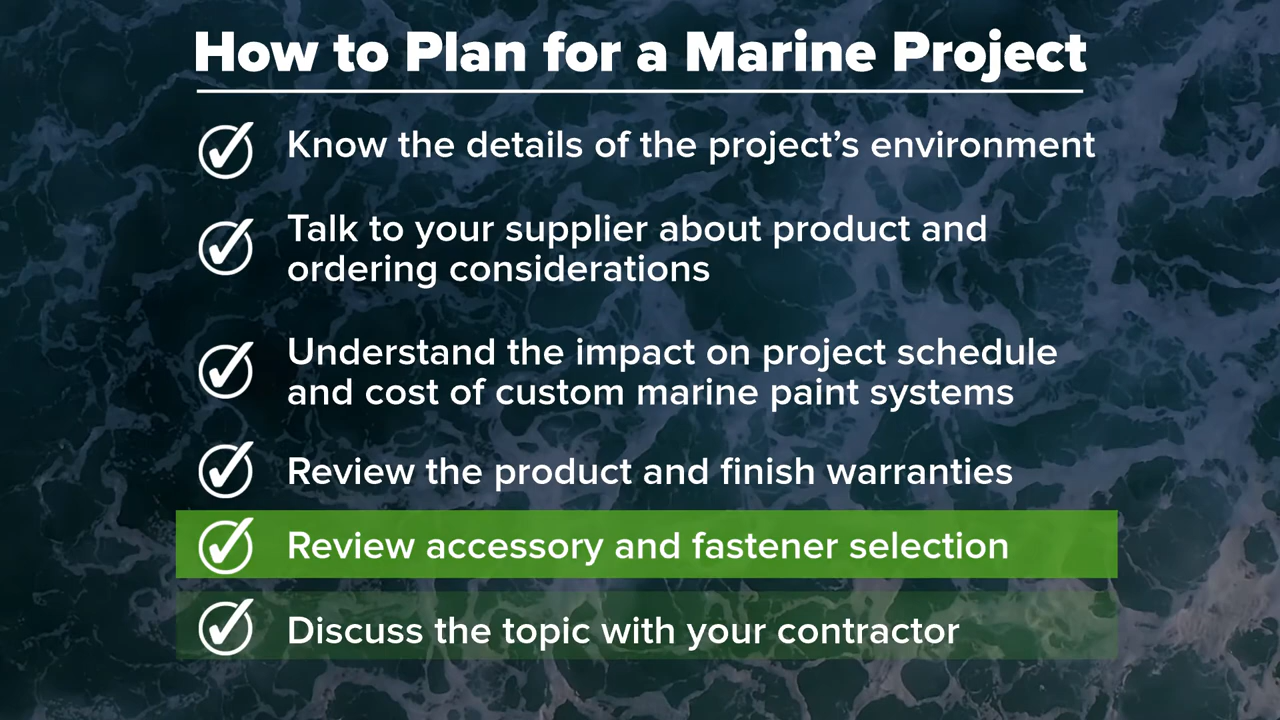 How to Plan for a Marine Project
Know the details of the project’s environment
Talk to your supplier about product and
ordering considerations
Understand the impact on project schedule
and cost of custom marine paint systems
Review the product and finish warranties
Review accessory and fastener selection
Discuss the topic with your contractor